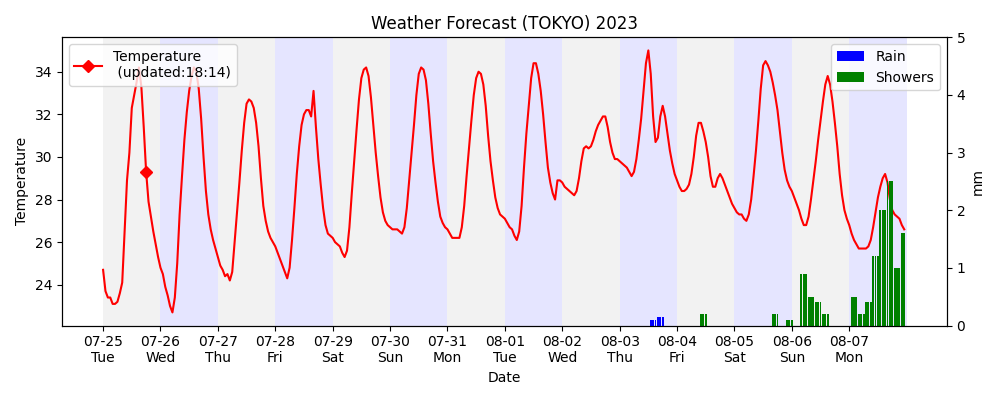 Weather Forecast (TOKYO) 2023
Temperature
(updated:18:14)
Rain
Showers
Temperature
34
32
30
28
26
24
5
4
3
2
1
0
mm
07-25 07-26 07-27 07-28 07-29 07-30 07-31 08-01 08-02 08-03 08-04 08-05 08-06 08-07
Tue Wed Thu Fri Sat Sun Mon Tue Wed Thu Fri Sat Sun Mon
Date